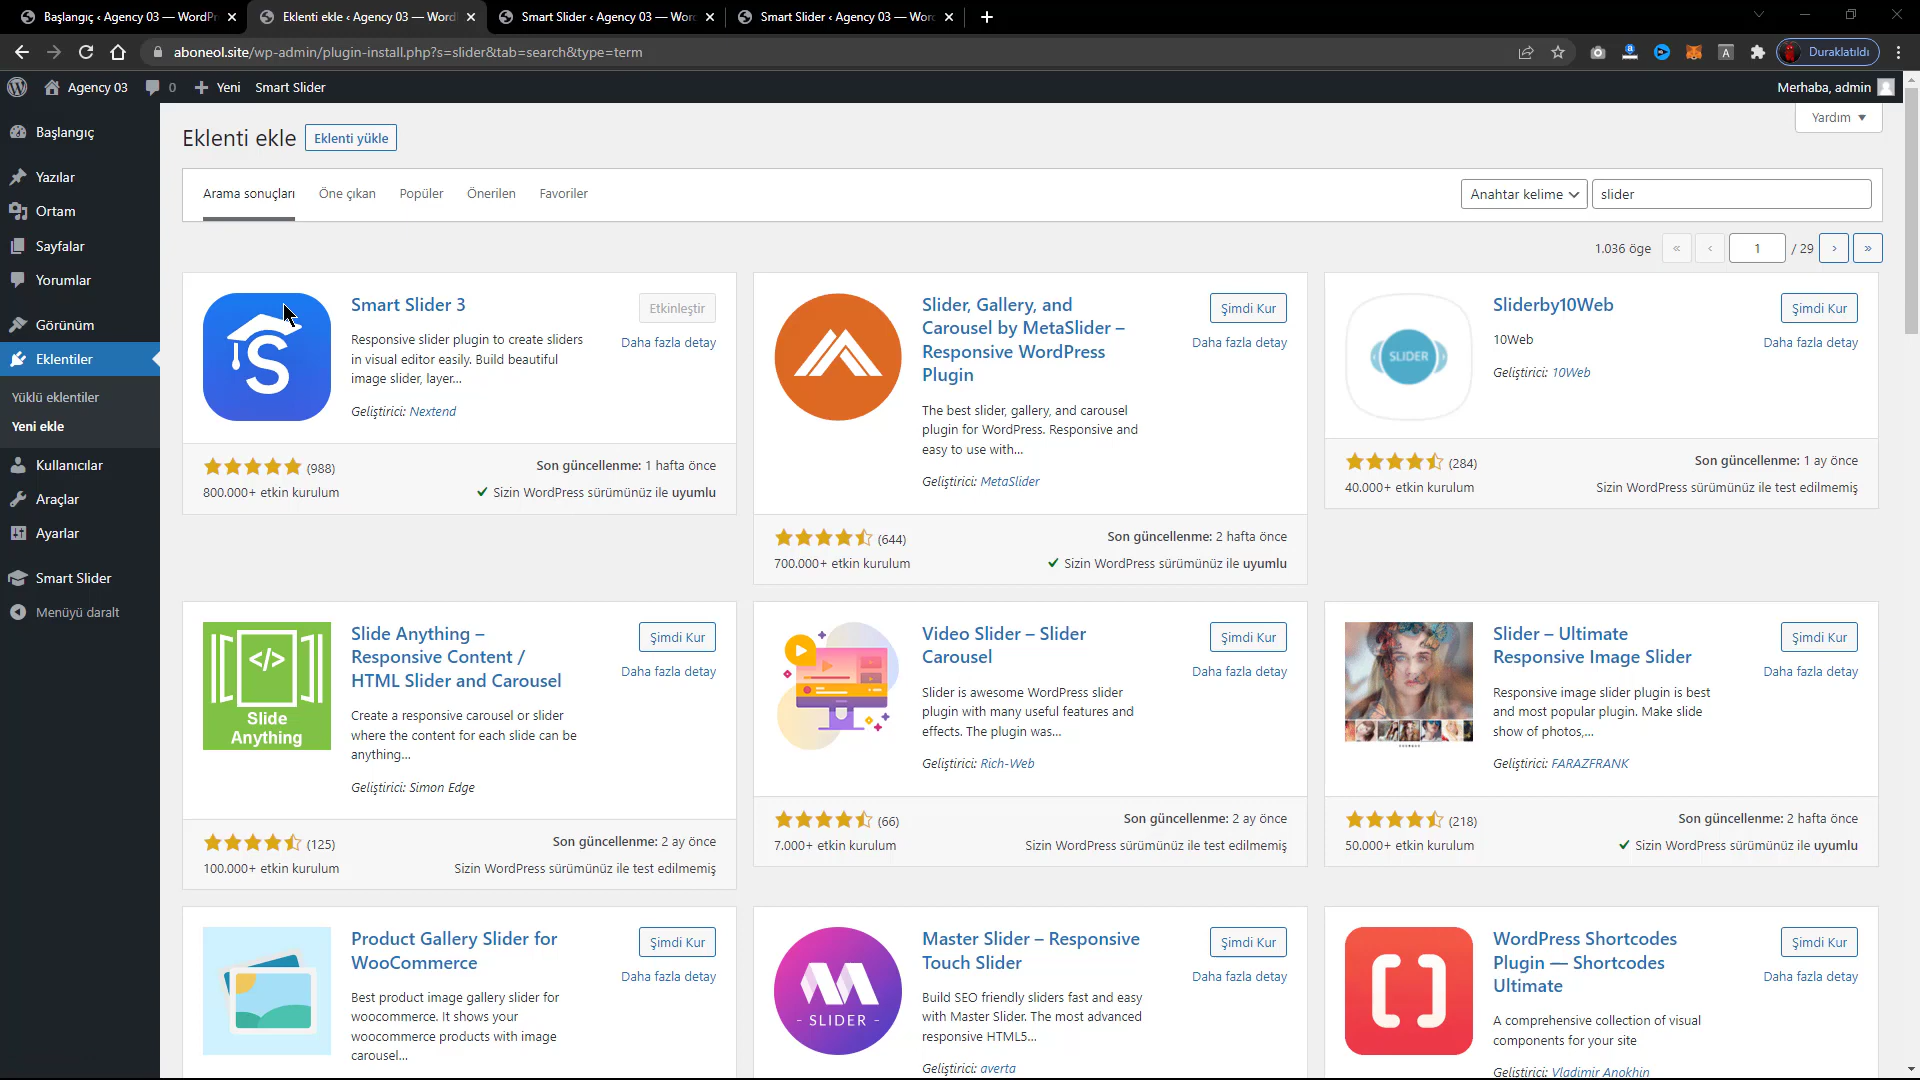 Başlangıç ‹ Agency 03 — WordPr
Eklenti ekle ‹ Agency 03 — Word
Smart Slider ‹ Agency 03 — Wor
Smart Slider ‹ Agency 03 — Wor
aboneol.site/wp-admin/plugin-install.php?s=slider&tab=search&type=term
Duraklatıldı
Agency 03
0
Yeni
Smart Slider
Merhaba, admin
Başlangıç
Yazılar
Ortam
Sayfalar
Yorumlar
Görünüm
Eklentiler
Yüklü eklentiler
Yeni ekle
Kullanıcılar
Araçlar
Ayarlar
Smart Slider
Menüyü daralt
Yardım
Eklenti ekle
Eklenti yükle
Arama sonuçları
Öne çıkan
Popüler
Önerilen
Favoriler
Anahtar kelime
slider
1.036 öge
«
‹
1
/ 29
›
»
S
Smart Slider 3
Etkinleştir
Daha fazla detay
Responsive slider plugin to create sliders
in visual editor easily. Build beautiful
image slider, layer...
Geliştirici: Nextend
(988)
800.000+ etkin kurulum
Son güncellenme: 1 hafta önce
Sizin WordPress sürümünüz ile uyumlu
Slider, Gallery, and
Carousel by MetaSlider –
Responsive WordPress
Plugin
Şimdi Kur
Daha fazla detay
The best slider, gallery, and carousel
plugin for WordPress. Responsive and
easy to use with...
Geliştirici: MetaSlider
(644)
700.000+ etkin kurulum
Son güncellenme: 2 hafta önce
Sizin WordPress sürümünüz ile uyumlu
SLIDER
Sliderby10Web
Şimdi Kur
Daha fazla detay
10Web
Geliştirici: 10Web
(284)
40.000+ etkin kurulum
Son güncellenme: 1 ay önce
Sizin WordPress sürümünüz ile test edilmemiş
</>
Slide
Anything
Slide Anything –
Responsive Content /
HTML Slider and Carousel
Şimdi Kur
Daha fazla detay
Create a responsive carousel or slider
where the content for each slide can be
anything...
Geliştirici: Simon Edge
(125)
100.000+ etkin kurulum
Son güncellenme: 2 ay önce
Sizin WordPress sürümünüz ile test edilmemiş
Video Slider – Slider
Carousel
Şimdi Kur
Daha fazla detay
Slider is awesome WordPress slider
plugin with many useful features and
effects. The plugin was...
Geliştirici: Rich-Web
(66)
7.000+ etkin kurulum
Son güncellenme: 2 ay önce
Sizin WordPress sürümünüz ile test edilmemiş
Slider – Ultimate
Responsive Image Slider
Şimdi Kur
Daha fazla detay
Responsive image slider plugin is best
and most popular plugin. Make slide
show of photos,...
Geliştirici: FARAZFRANK
(218)
50.000+ etkin kurulum
Son güncellenme: 2 hafta önce
Sizin WordPress sürümünüz ile uyumlu
Product Gallery Slider for
WooCommerce
Şimdi Kur
Daha fazla detay
Best product image gallery slider for
woocommerce. It shows your
woocommerce products with image
carousel...
- SLIDER -
Master Slider – Responsive
Touch Slider
Şimdi Kur
Daha fazla detay
Build SEO friendly sliders fast and easy
with Master Slider. The most advanced
responsive HTML5...
Geliştirici: averta
WordPress Shortcodes
Plugin — Shortcodes
Ultimate
Şimdi Kur
Daha fazla detay
A comprehensive collection of visual
components for your site
Geliştirici: Vladimir Anokhin